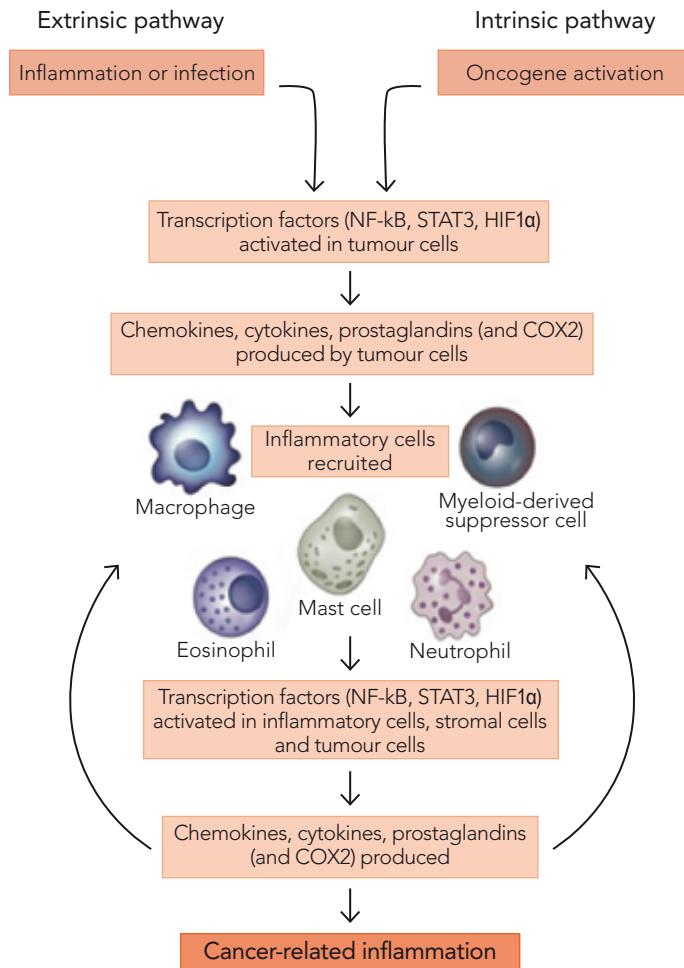 Extrinsic pathway
Intrinsic pathway
Inflammation or infection
Oncogene activation
Transcription factors (NF-kB, STAT3, HIF1α)
activated in tumour cells
Chemokines, cytokines, prostaglandins (and COX2)
produced by tumour cells
Inflammatory cells
recruited
Macrophage
Myeloid-derived
suppressor cell
Mast cell
Eosinophil
Neutrophil
Transcription factors (NF-kB, STAT3, HIF1α)
activated in inflammatory cells, stromal cells
and tumour cells
Chemokines, cytokines, prostaglandins
(and COX2) produced
Cancer-related inflammation